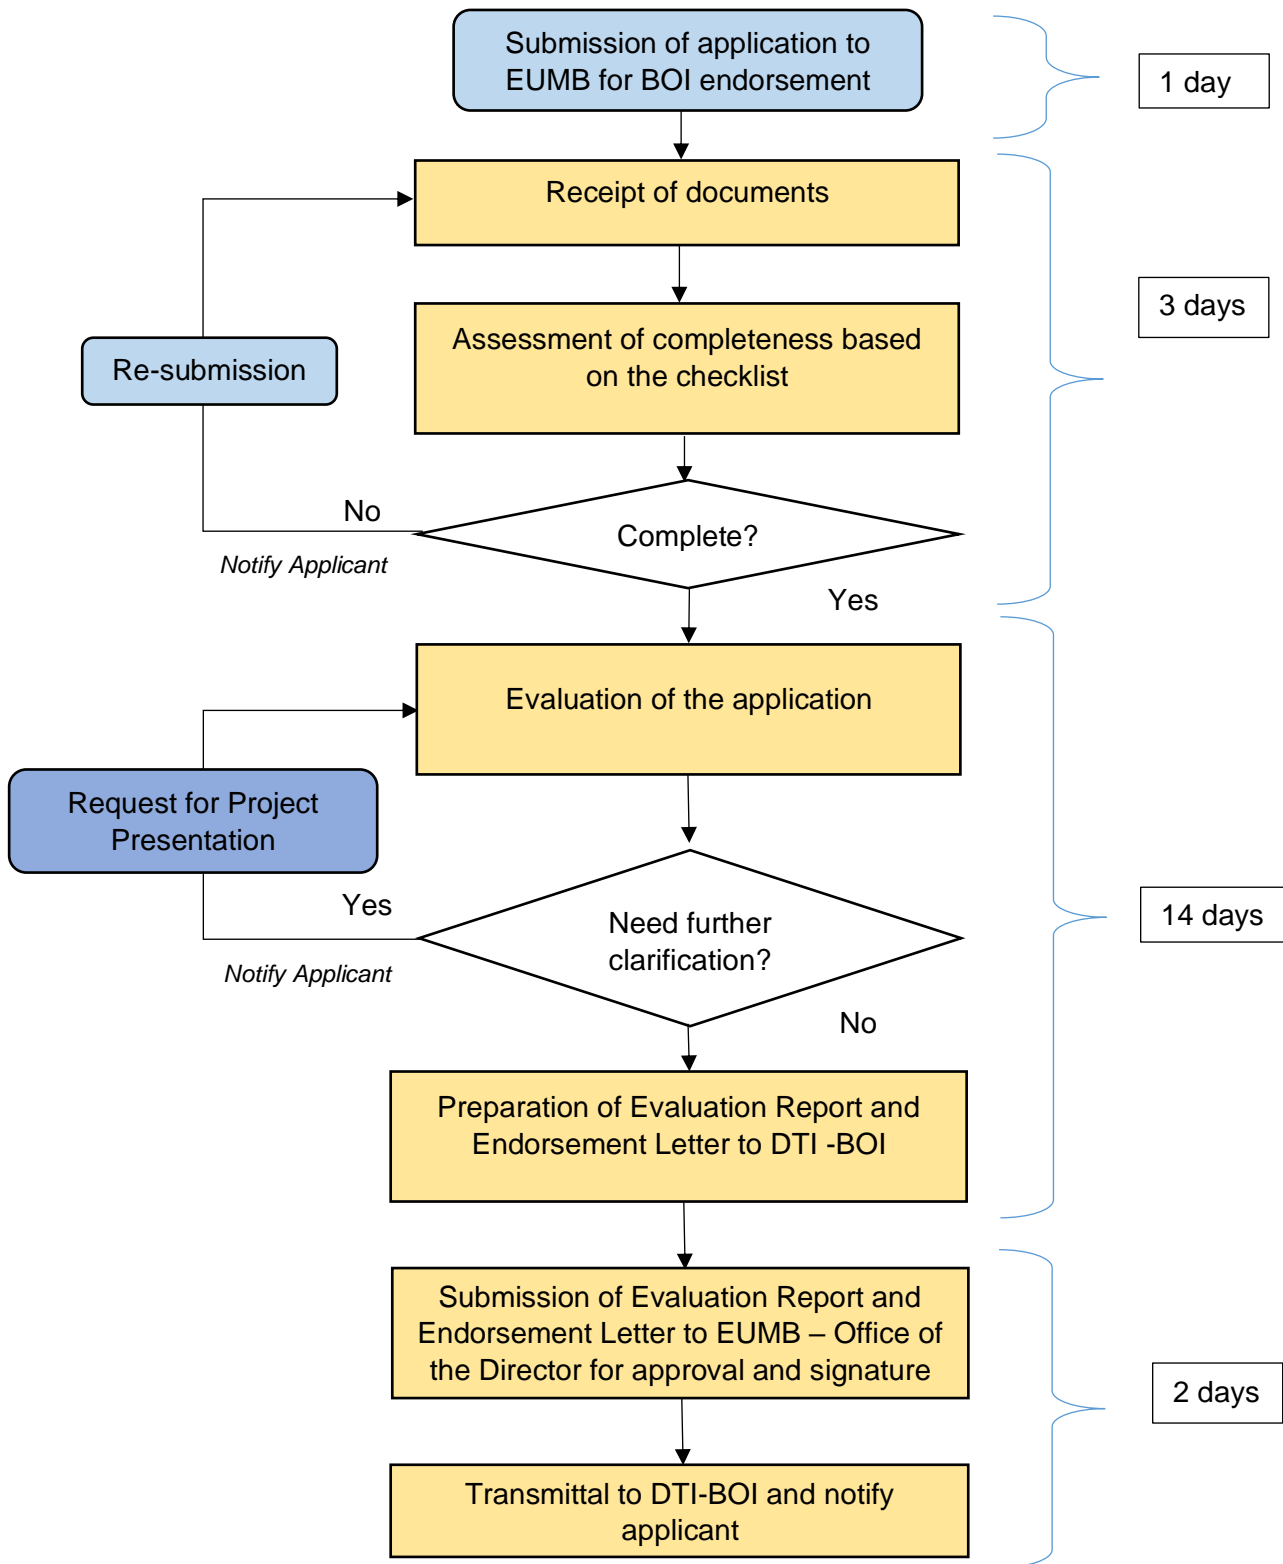 Submission of application to
EUMB for BOI endorsement
1 day
Receipt of documents
3 days
Assessment of completeness based
on the checklist
Re-submission
No
Complete?
Notify Applicant
Yes
Evaluation of the application
Request for Project
Presentation
Yes
Need further
clarification?
14 days
Notify Applicant
No
Preparation of Evaluation Report and
Endorsement Letter to DTI -BOI
Submission of Evaluation Report and
Endorsement Letter to EUMB – Office of
the Director for approval and signature
2 days
Transmittal to DTI-BOI and notify
applicant